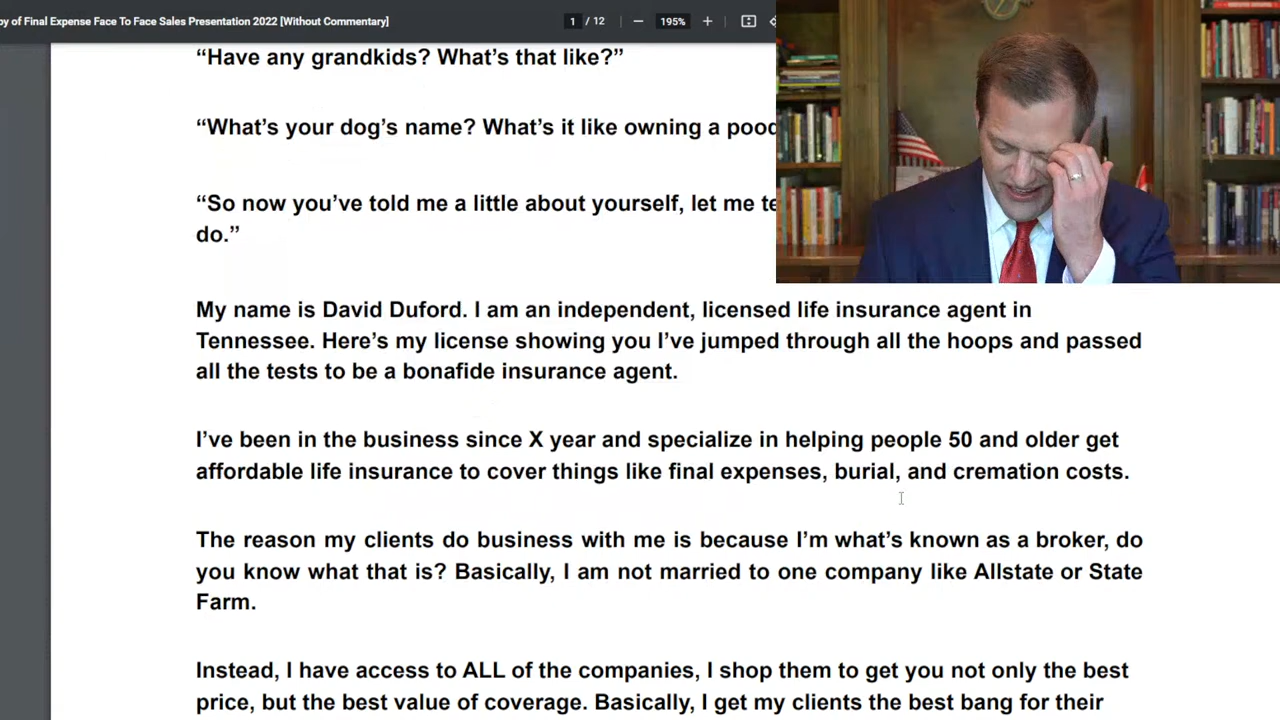 py of Final Expense Face To Face Sales Presentation 2022 [Without Commentary]
1 / 12 — 195% +
“Have any grandkids? What’s that like?”
“What’s your dog’s name? What’s it like owning a pood
“So now you’ve told me a little about yourself, let me te
do.”
My name is David Duford. I am an independent, licensed life insurance agent in
Tennessee. Here’s my license showing you I’ve jumped through all the hoops and passed
all the tests to be a bonafide insurance agent.
I’ve been in the business since X year and specialize in helping people 50 and older get
affordable life insurance to cover things like final expenses, burial, and cremation costs.
The reason my clients do business with me is because I’m what’s known as a broker, do
you know what that is? Basically, I am not married to one company like Allstate or State
Farm.
Instead, I have access to ALL of the companies, I shop them to get you not only the best
price, but the best value of coverage. Basically, I get my clients the best bang for their